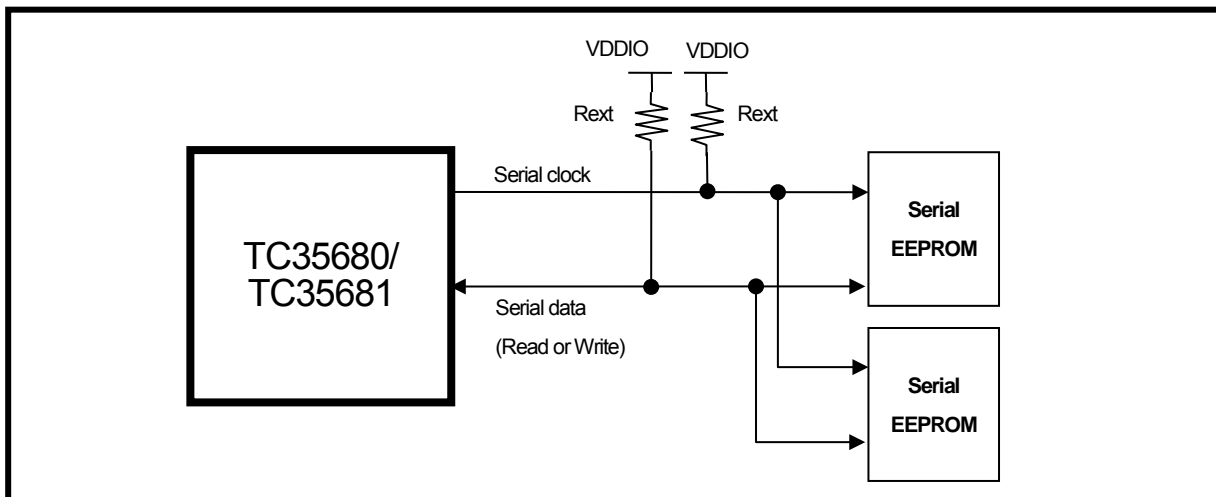 VDDIO VDDIO
Rext Rext
Serial clock
Serial
EEPROM
TC35680/
TC35681
Serial data
(Read or Write)
Serial
EEPROM